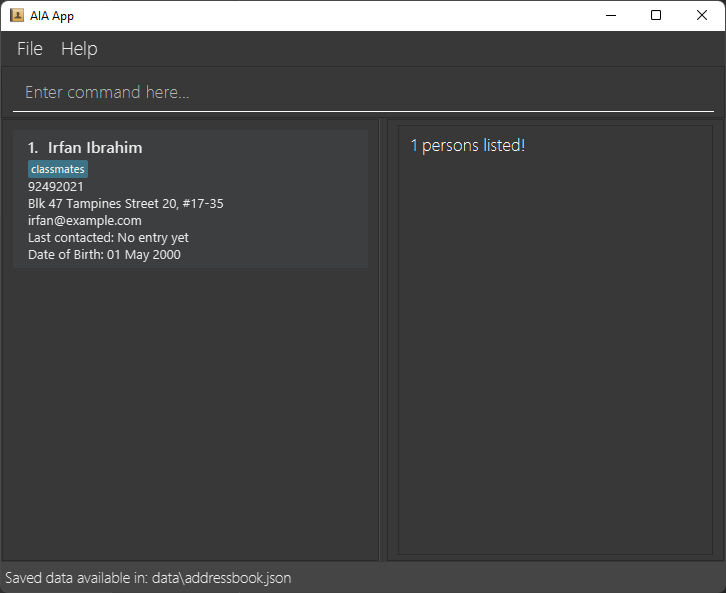 AIA App
File Help
Enter command here...
1. Irfan Ibrahim
classmates
92492021
Blk 47 Tampines Street 20, #17-35
irfan@example.com
Last contacted: No entry yet
Date of Birth: 01 May 2000
1 persons listed!
Saved data available in: data\addressbook.json